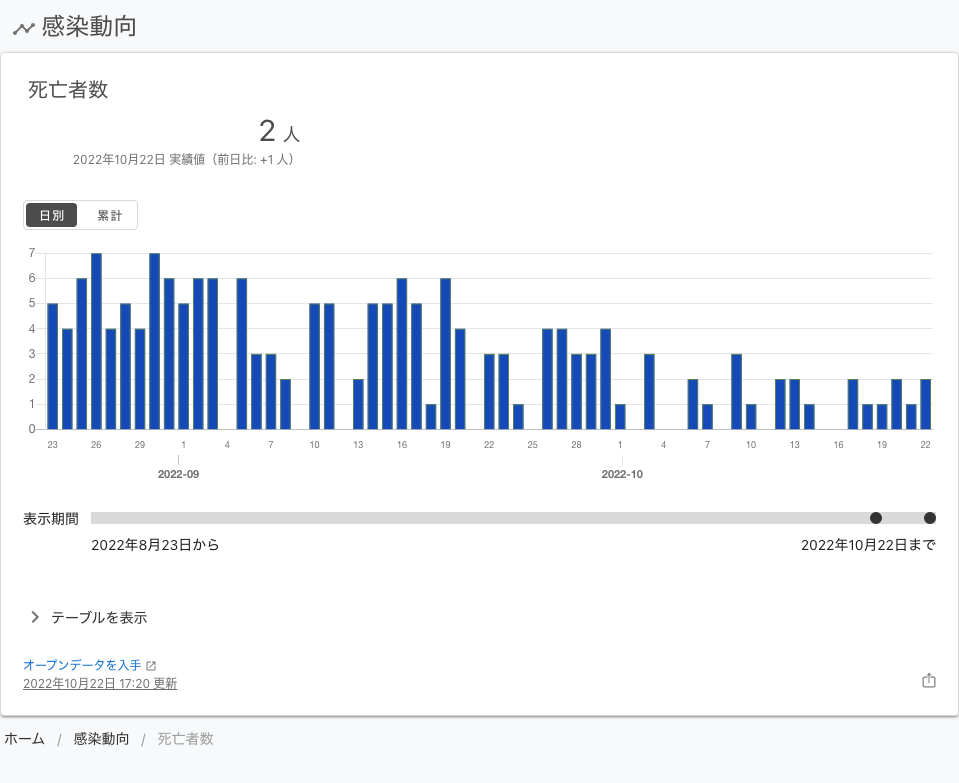 感染動向
死亡者数
2 人
2022年10月22日 実績値（前日比: +1 人）
日別 累計
7
6
5
4
3
2
1
0
23 26 29 1 4 7 10 13 16 19 22 25 28 1 4 7 10 13 16 19 22
2022-09 2022-10
表示期間
2022年8月23日から 2022年10月22日まで
テーブルを表示
オープンデータを入手
2022年10月22日 17:20 更新
ホーム / 感染動向 / 死亡者数